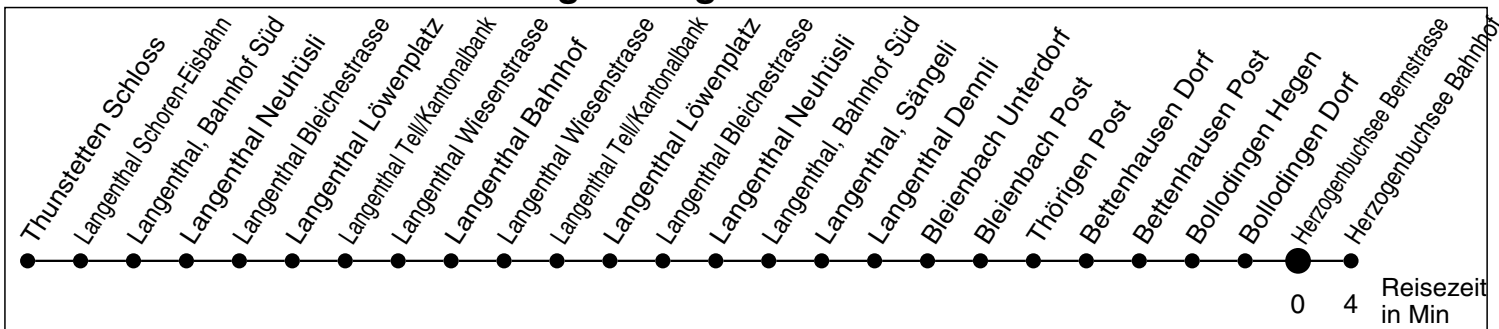 Thunstetten Schloss
Langenthal Schoren-Eisbahn
Langenthal, Bahnhof Süd
Langenthal Neuhüsli
Langenthal Bleichestrasse
Langenthal Löwenplatz
Langenthal Tell/Kantonalbank
Langenthal Wiesenstrasse
Langenthal Bahnhof
Langenthal Wiesenstrasse
Langenthal Tell/Kantonalbank
Langenthal Löwenplatz
Langenthal Bleichestrasse
Langenthal Neuhüsli
Langenthal, Bahnhof Süd
Langenthal, Sängeli
Langenthal Dennli
Bleienbach Unterdorf
Bleienbach Post
Thörigen Post
Bettenhausen Dorf
Bettenhausen Post
Bollodingen Hegen
Bollodingen Dorf
Herzogenbuchsee Bernstrasse
Herzogenbuchsee Bahnhof
0 4 Reisezeit
in Min